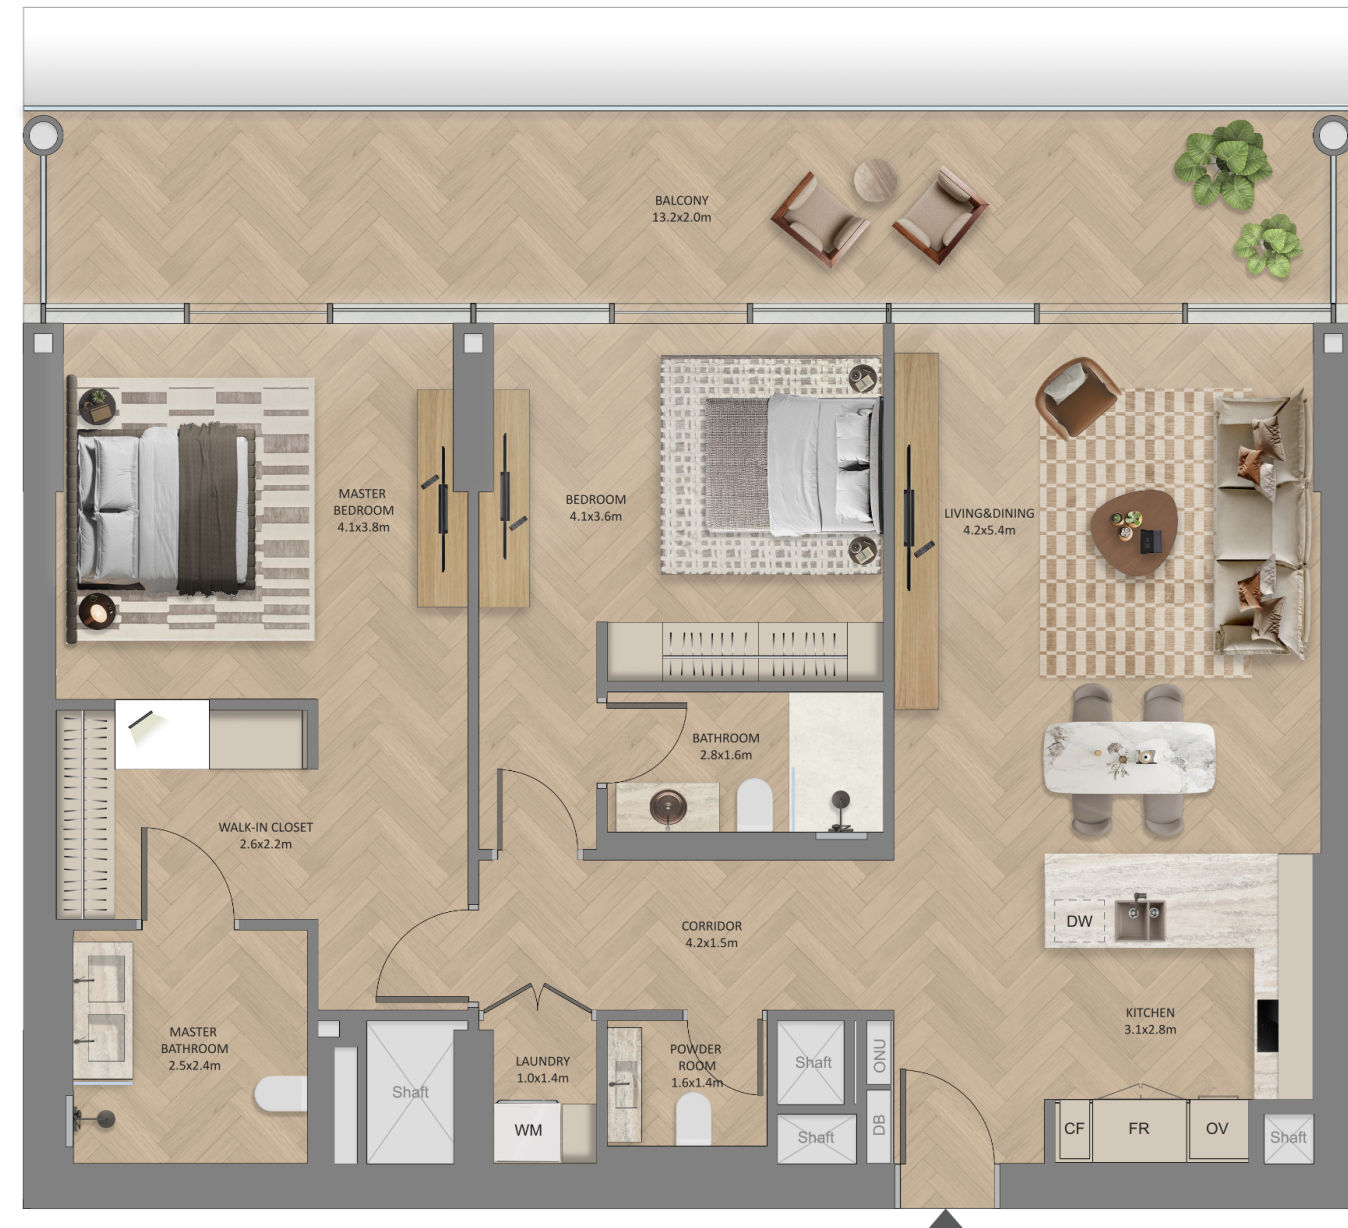 BALCONY
13.2x2.0m
MASTER
BEDROOM
4.1x3.8m
BEDROOM
4.1x3.6m
LIVING&DINING
4.2x5.4m
BATHROOM
2.8x1.6m
WALK-IN CLOSET
2.6x2.2m
CORRIDOR
4.2x1.5m
DW
KITCHEN
3.1x2.8m
MASTER
BATHROOM
2.5x2.4m
Shaft
LAUNDRY
1.0x1.4m
WM
POWDER
ROOM
1.6x1.4m
Shaft
Shaft
ONU
DB
CF
FR
OV
Shaft